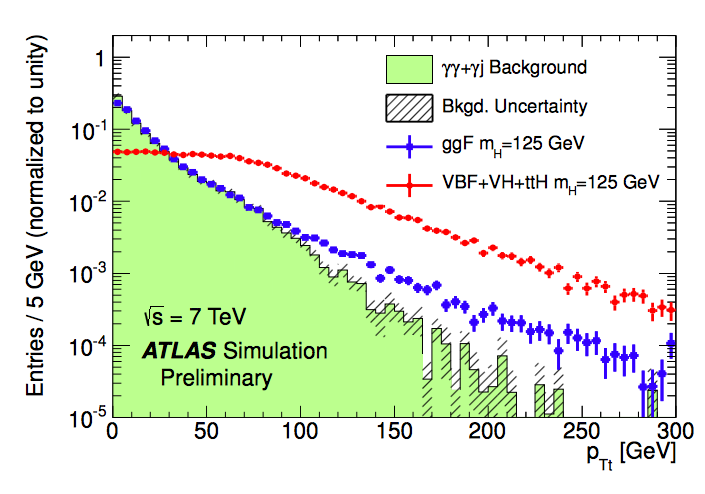 Entries / 5 GeV (normalized to unity)
1
10⁻¹
10⁻²
10⁻³
10⁻⁴
10⁻⁵
γγ+γj Background
Bkgd. Uncertainty
ggF m_H=125 GeV
VBF+VH+ttH m_H=125 GeV
√s = 7 TeV
ATLAS Simulation
Preliminary
0 50 100 150 200 250 300
p_Tt [GeV]